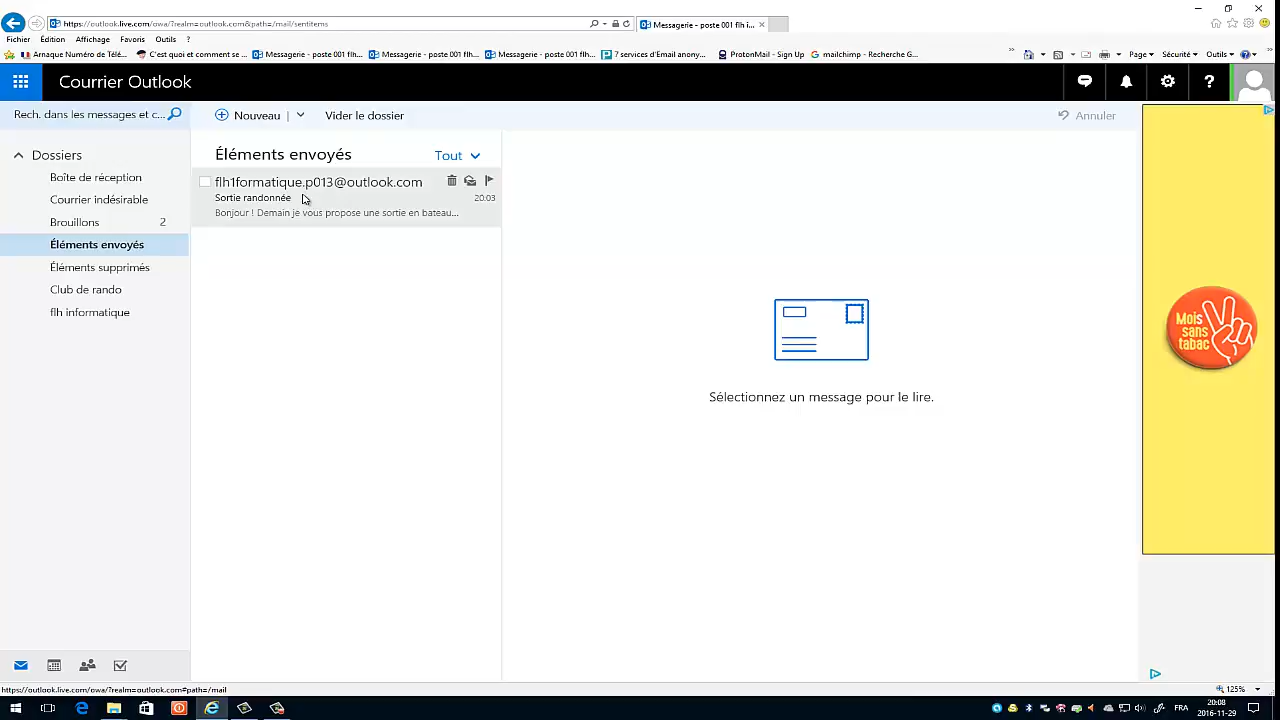 https://outlook.live.com/owa/?realm=outlook.com&path=/mail/sentitems
Messagerie - poste 001 flh i...
Fichier Édition Affichage Favoris Outils ?
Arnaque Numéro de Télé... C'est quoi et comment se ... Messagerie - poste 001 flh... Messagerie - poste 001 flh... Messagerie - poste 001 flh... 7 services d'Email anony... ProtonMail - Sign Up mailchimp - Recherche G... Page Sécurité Outils
Courrier Outlook ?
Rech. dans les messages et c... Nouveau | Vider le dossier Annuler
Dossiers
Boîte de réception
Courrier indésirable
Brouillons 2
Éléments envoyés
Éléments supprimés
Club de rando
flh informatique
Éléments envoyés Tout
flh1formatique.p013@outlook.com
Sortie randonnée 20:03
Bonjour ! Demain je vous propose une sortie en bateau...
Sélectionnez un message pour le lire.
Mois
sans
tabac
https://outlook.live.com/owa/?realm=outlook.com#path=/mail
125%
FRA
20:08
2016-11-29